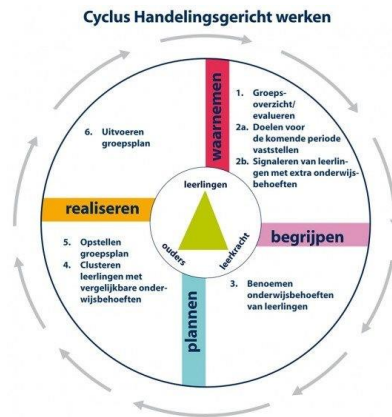 Cyclus Handelingsgericht werken
waarnemen
1. Groeps-
overzicht/
evalueren
2a. Doelen voor
de komende periode
vaststellen
2b. Signaleren van leerlin-
gen met extra onderwijs-
behoeften
begrijpen
3. Benoemen
onderwijsbehoeften
van leerlingen
plannen
5. Opstellen
groepsplan
4. Clusteren
leerlingen met
vergelijkbare onder-
wijsbehoeften
realiseren
6. Uitvoeren
groepsplan
leerlingen
ouders
leerkracht